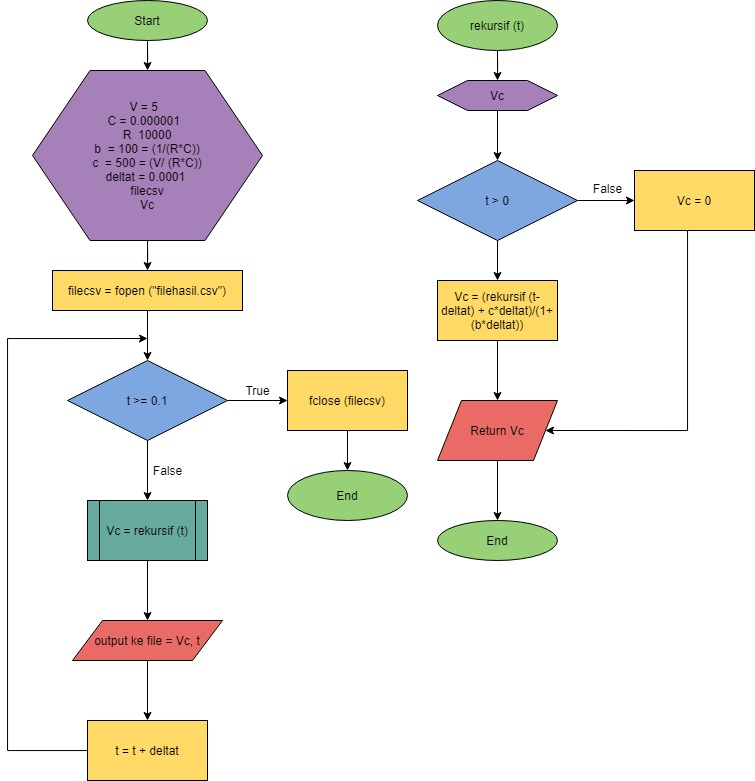 Start
V = 5
C = 0.000001
R 10000
b = 100 = (1/(R*C))
c = 500 = (V/ (R*C))
deltat = 0.0001
filecsv
Vc
filecsv = fopen ("filehasil.csv")
t >= 0.1
True
fclose (filecsv)
End
False
Vc = rekursif (t)
output ke file = Vc, t
t = t + deltat
rekursif (t)
Vc
t > 0
False
Vc = 0
Vc = (rekursif (t-
deltat) + c*deltat)/(1+
(b*deltat))
Return Vc
End